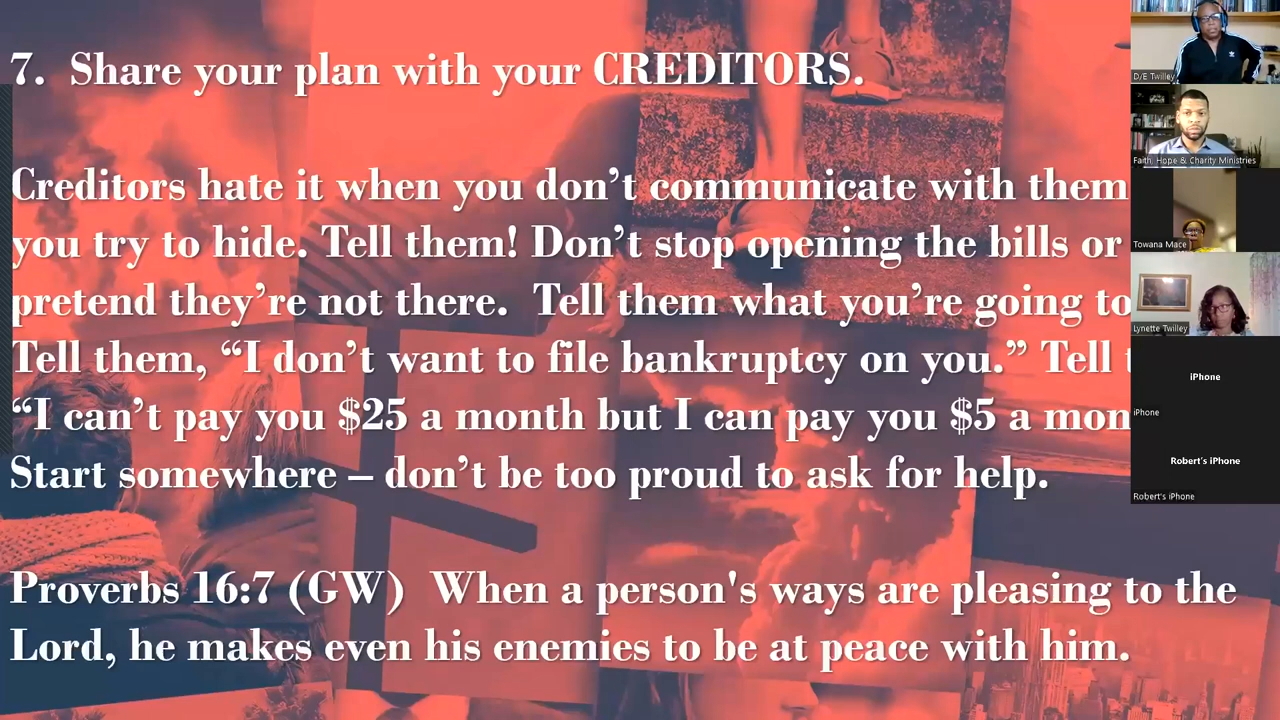 7. Share your plan with your CREDITORS.
Creditors hate it when you don’t communicate with them
you try to hide. Tell them! Don’t stop opening the bills or
pretend they’re not there. Tell them what you’re going to
Tell them, “I don’t want to file bankruptcy on you.” Tell
“I can’t pay you $25 a month but I can pay you $5 a mon
Start somewhere – don’t be too proud to ask for help.
Proverbs 16:7 (GW) When a person's ways are pleasing to the
Lord, he makes even his enemies to be at peace with him.
D/E Twilley
Faith, Hope & Charity Ministries
Towana Mace
Lynette Twilley
iPhone
iPhone
Robert's iPhone
Robert's iPhone